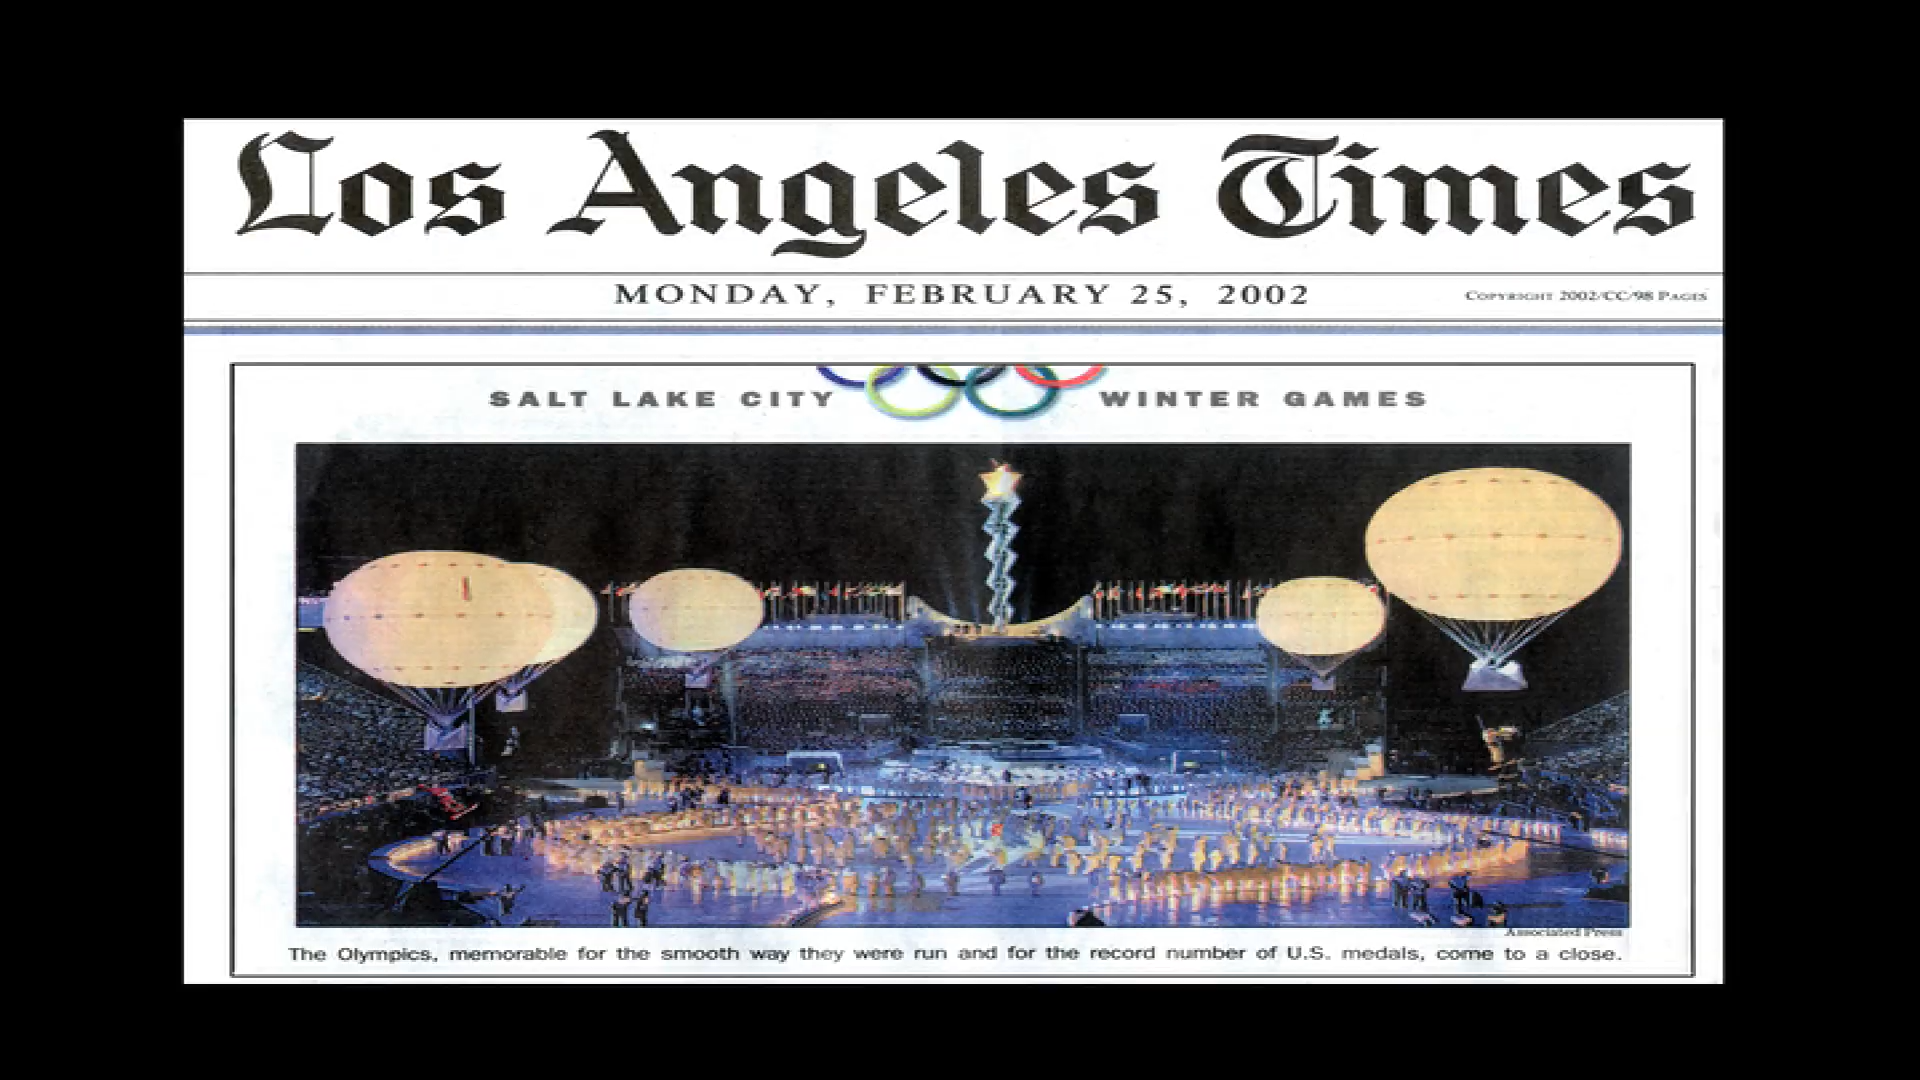 Los Angeles Times
MONDAY, FEBRUARY 25, 2002
COPYRIGHT 2002/CC/98 PAGES
SALT LAKE CITY WINTER GAMES
Associated Press
The Olympics, memorable for the smooth way they were run and for the record number of U.S. medals, come to a close.